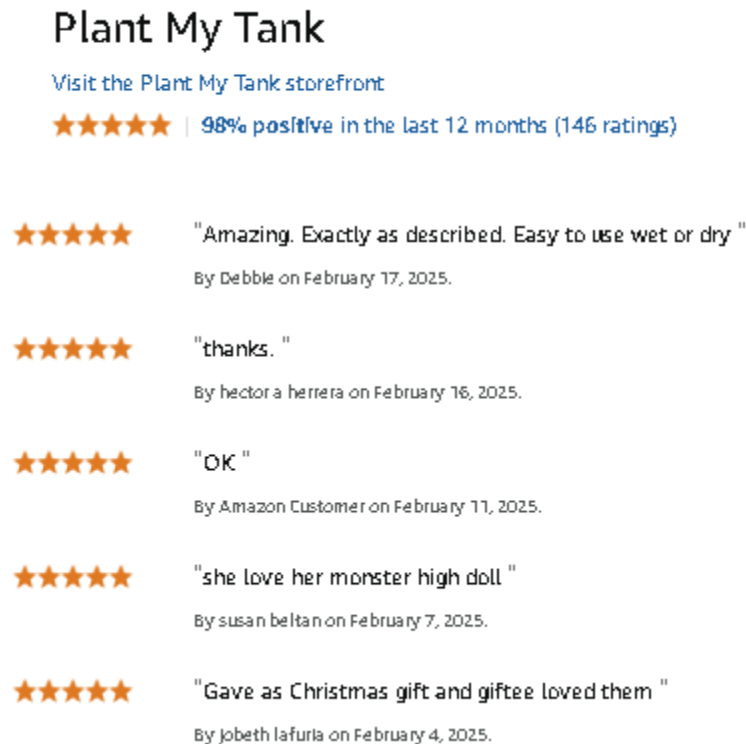 Plant My Tank
Visit the Plant My Tank storefront
98% positive in the last 12 months (146 ratings)
"Amazing. Exactly as described. Easy to use wet or dry "
By Debbie on February 17, 2025.
"thanks. "
By hector a herrera on February 16, 2025.
"OK "
By Amazon Customer on February 11, 2025.
"she love her monster high doll "
By susan beltan on February 7, 2025.
"Gave as Christmas gift and giftee loved them "
By jobeth lafuria on February 4, 2025.